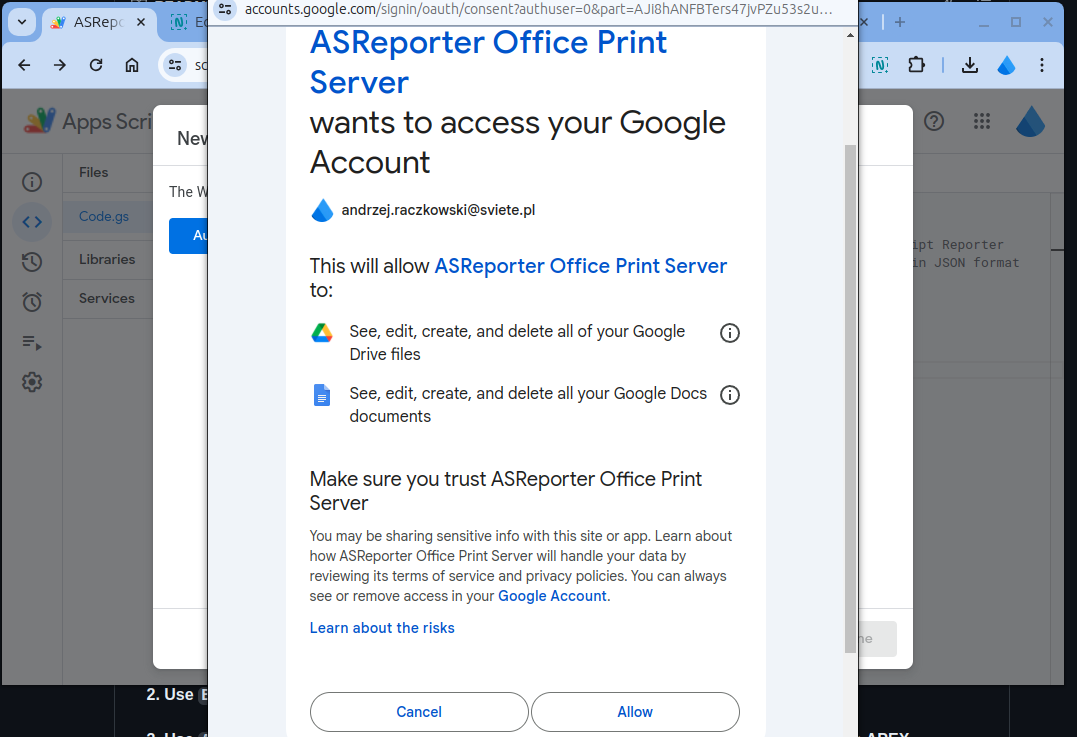 accounts.google.com/signin/oauth/consent?authuser=0&part=AJI8hANFBTers47jvPZu53s2u...
ASRepo
Apps Scri
New
Files
ASReporter Office Print
Server
wants to access your Google
Account
The W
andrzej.raczkowski@sviete.pl
Code.gs
Au
Libraries
Services
ipt Reporter
in JSON format
This will allow ASReporter Office Print Server
to:
See, edit, create, and delete all of your Google
Drive files
See, edit, create, and delete all your Google Docs
documents
Make sure you trust ASReporter Office Print
Server
You may be sharing sensitive info with this site or app. Learn about
how ASReporter Office Print Server will handle your data by
reviewing its terms of service and privacy policies. You can always
see or remove access in your Google Account.
Learn about the risks
ne
2. Use
Cancel
Allow